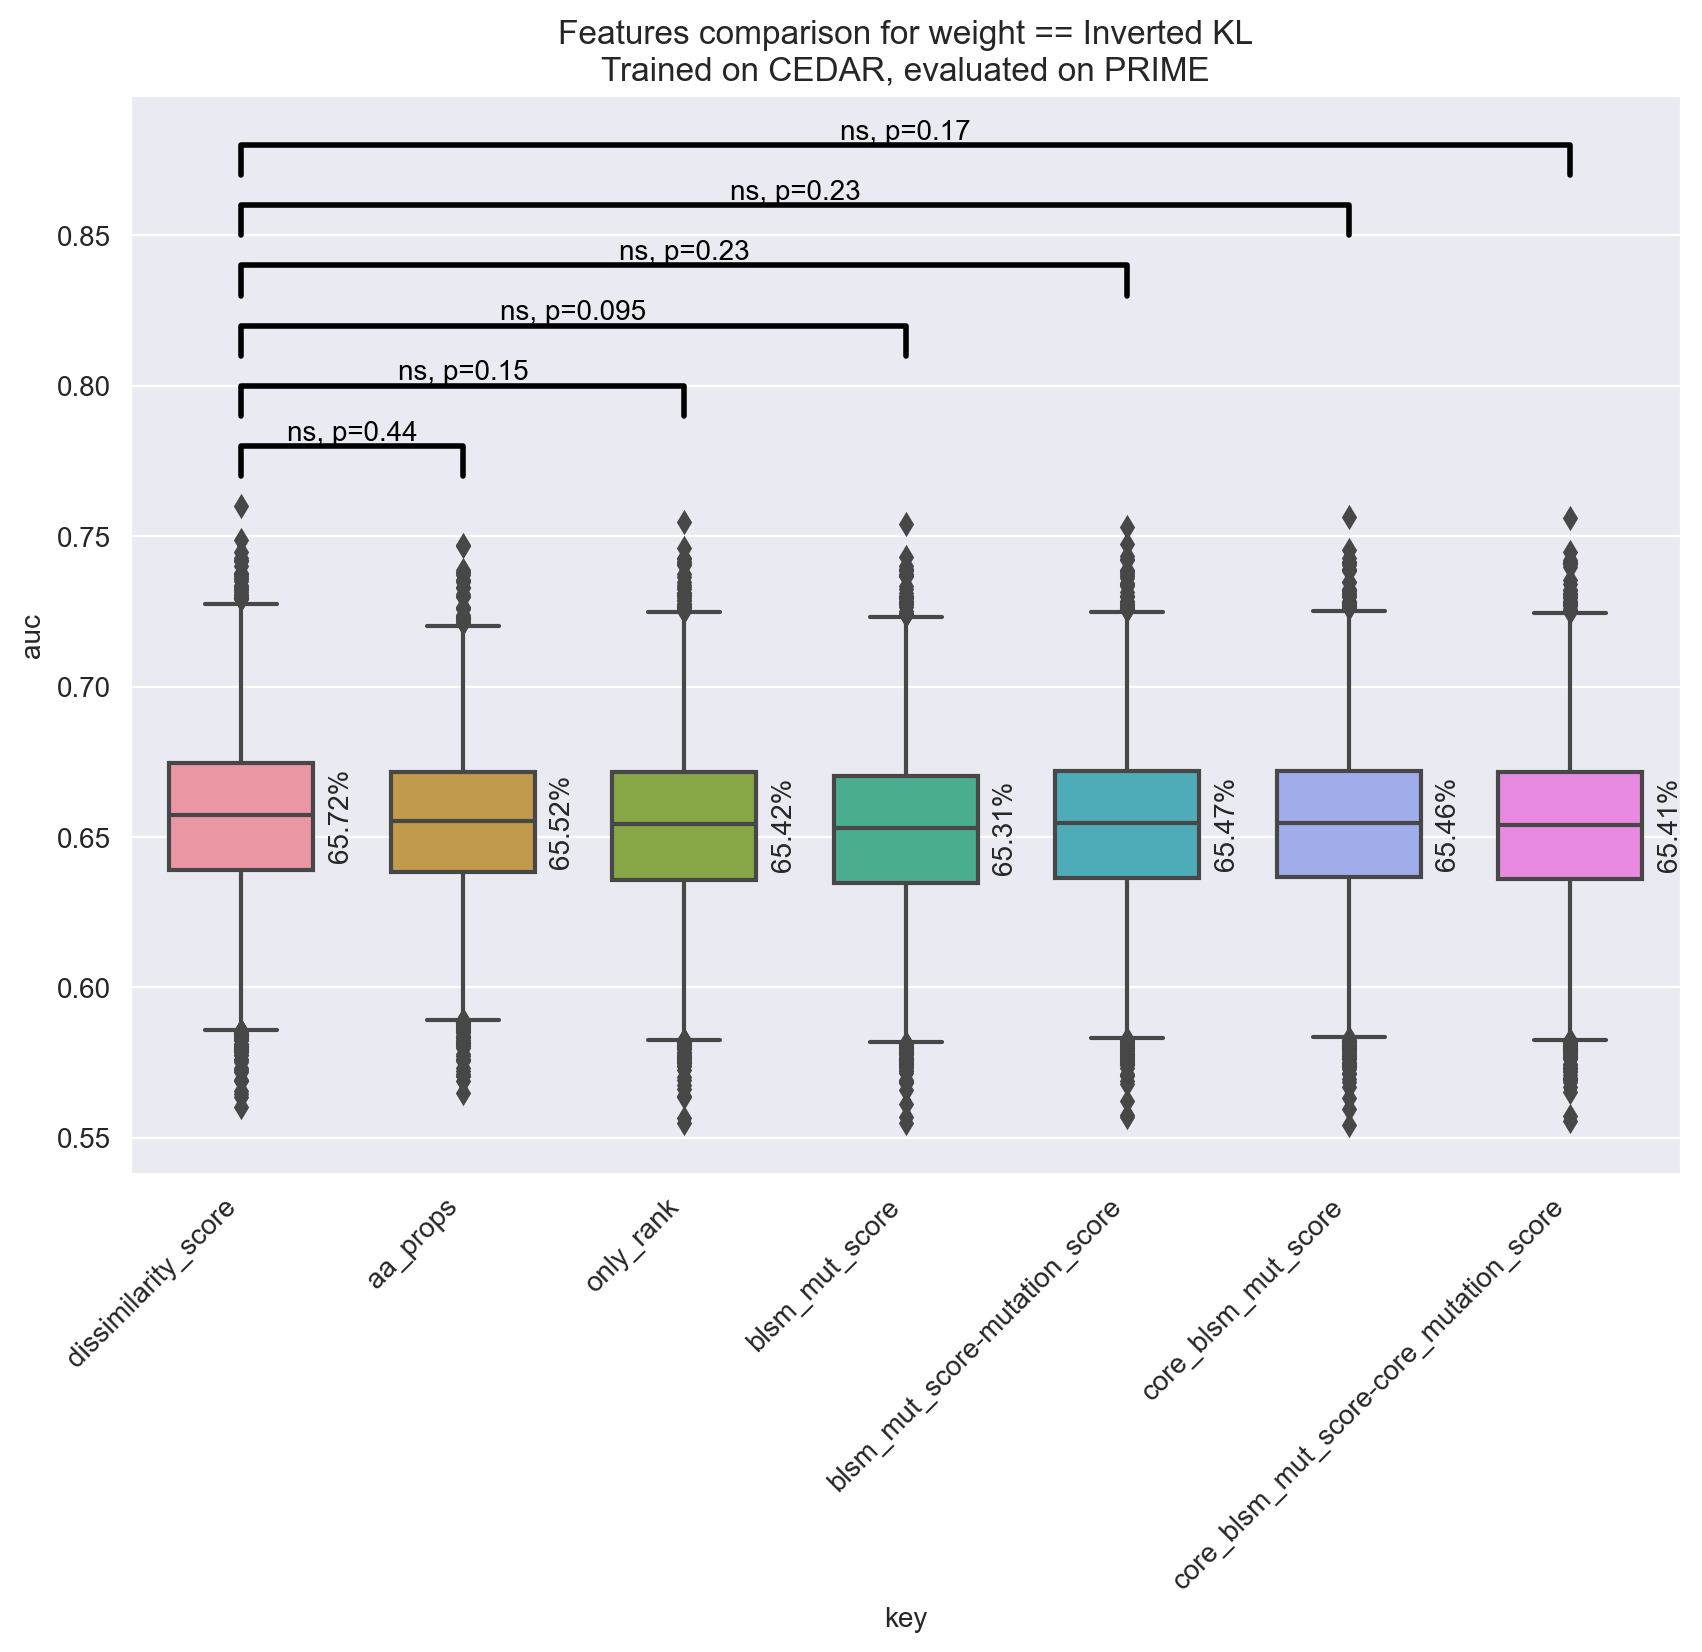 Features comparison for weight == Inverted KL
Trained on CEDAR, evaluated on PRIME
ns, p=0.17
ns, p=0.23
ns, p=0.23
ns, p=0.095
ns, p=0.15
ns, p=0.44
auc
0.85
0.80
0.75
0.70
0.65
0.60
0.55
65.72%
65.52%
65.42%
65.31%
65.47%
65.46%
65.41%
dissimilarity_score
aa_props
only_rank
blsm_mut_score
blsm_mut_score-mutation_score
core_blsm_mut_score
core_blsm_mut_score-core_mutation_score
key